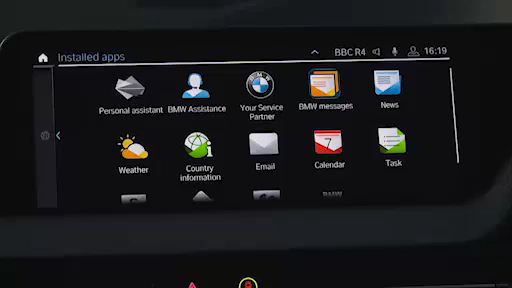 Installed apps
BBC R4
16:19
Personal assistant
BMW Assistance
Your Service
Partner
BMW messages
News
Weather
Country
information
Email
Calendar
Task
BMW
7